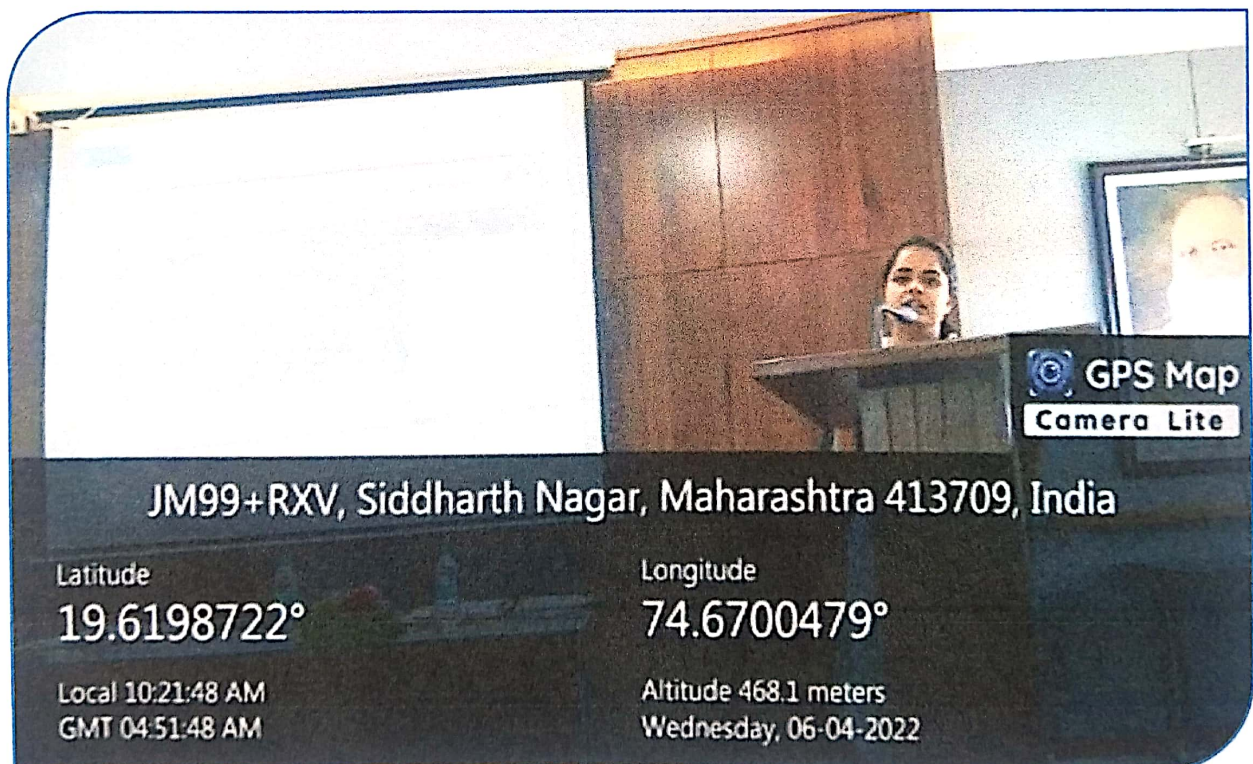 GPS Map
Camera Lite
JM99+RXV, Siddharth Nagar, Maharashtra 413709, India
Latitude
19.6198722°
Longitude
74.6700479°
Local 10:21:48 AM
GMT 04:51:48 AM
Altitude 468.1 meters
Wednesday, 06-04-2022